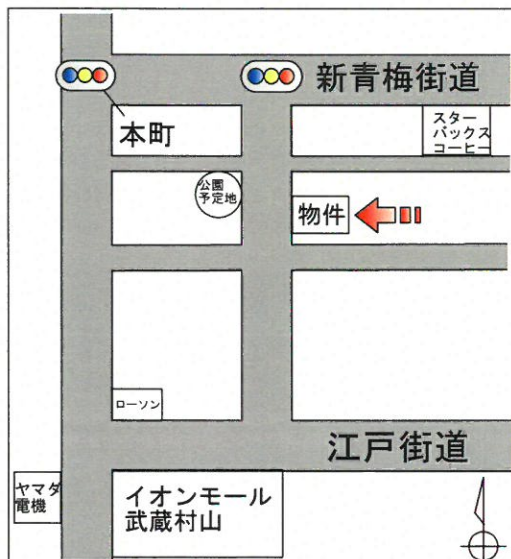 新青梅街道
本町
スター
バックス
コーヒー
公園
予定地
物件
ローソン
江戸街道
ヤマダ
電機
イオンモール
武蔵村山